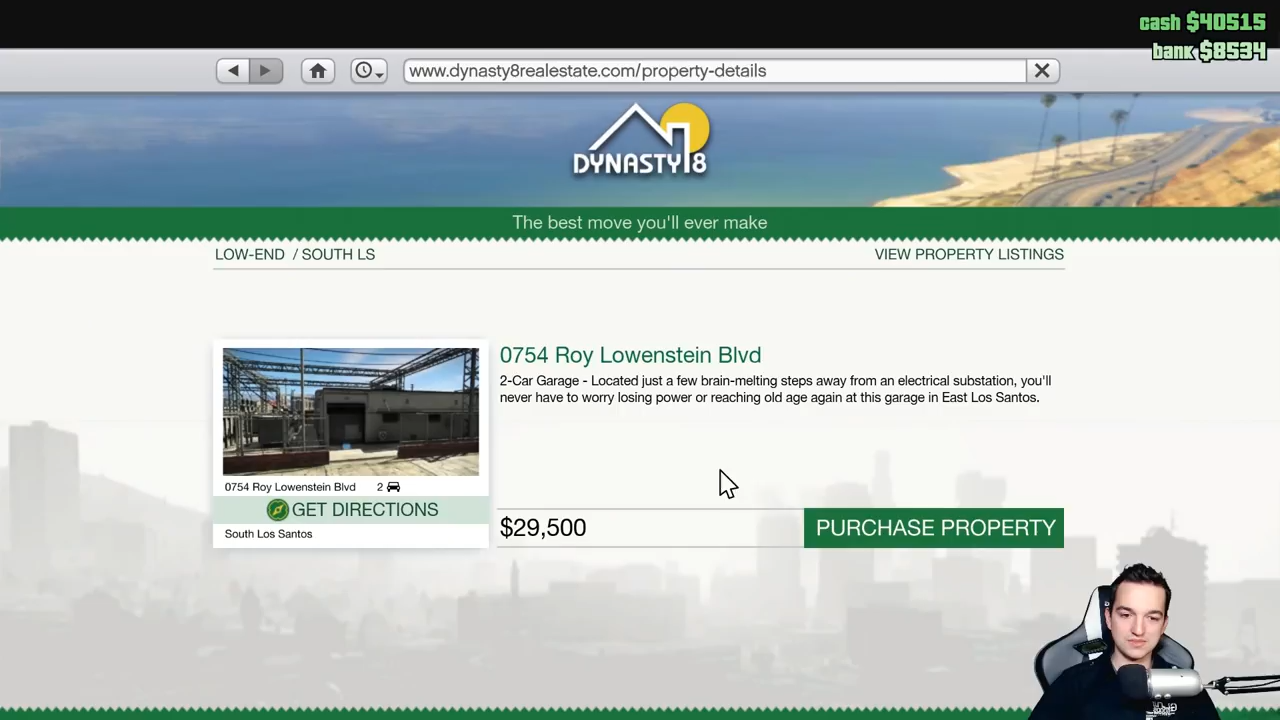 cash $40515
bank $8534
www.dynasty8realestate.com/property-details
DYNASTY 8
The best move you'll ever make
LOW-END / SOUTH LS
VIEW PROPERTY LISTINGS
0754 Roy Lowenstein Blvd
2-Car Garage - Located just a few brain-melting steps away from an electrical substation, you'll
never have to worry losing power or reaching old age again at this garage in East Los Santos.
0754 Roy Lowenstein Blvd 2
GET DIRECTIONS
South Los Santos
$29,500
PURCHASE PROPERTY